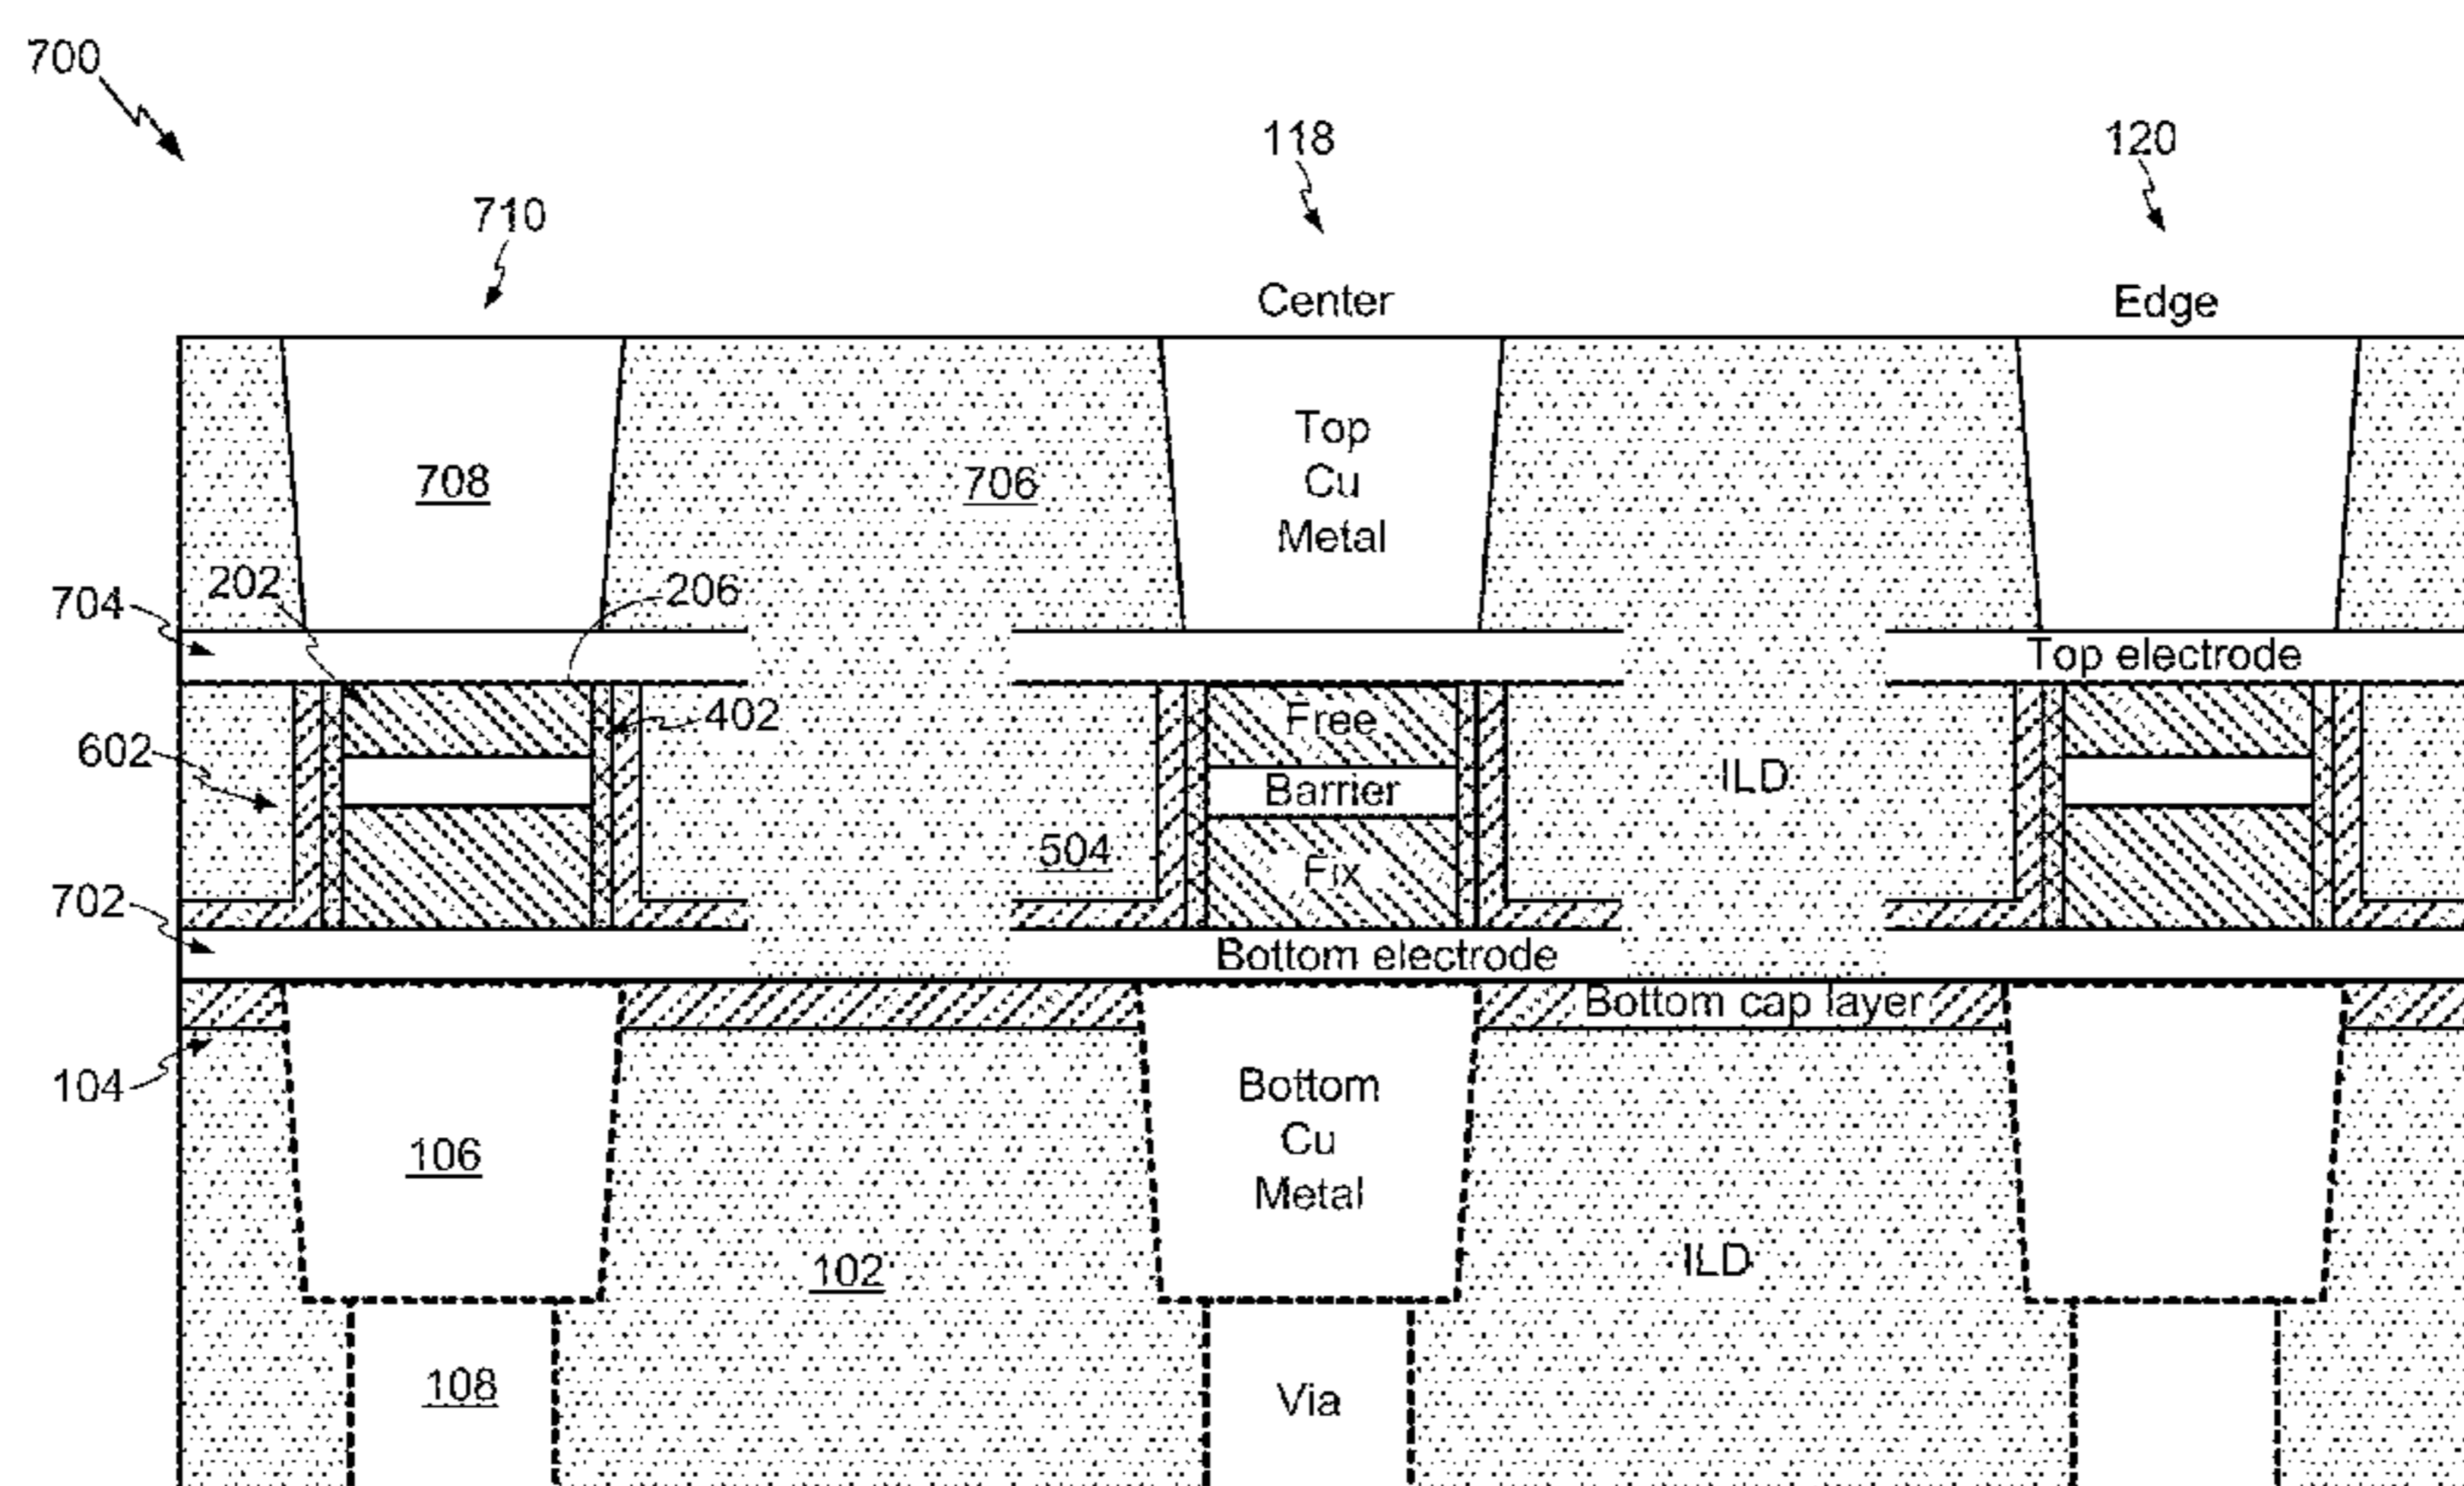 700
118
120
710
Center
Edge
Top
Cu
Metal
708
706
202
206
704
Top electrode
402
Free
602
Barrier
ILD
504
Fix
702
Bottom electrode
Bottom cap layer
104
Bottom
Cu
Metal
106
102
ILD
108
Via